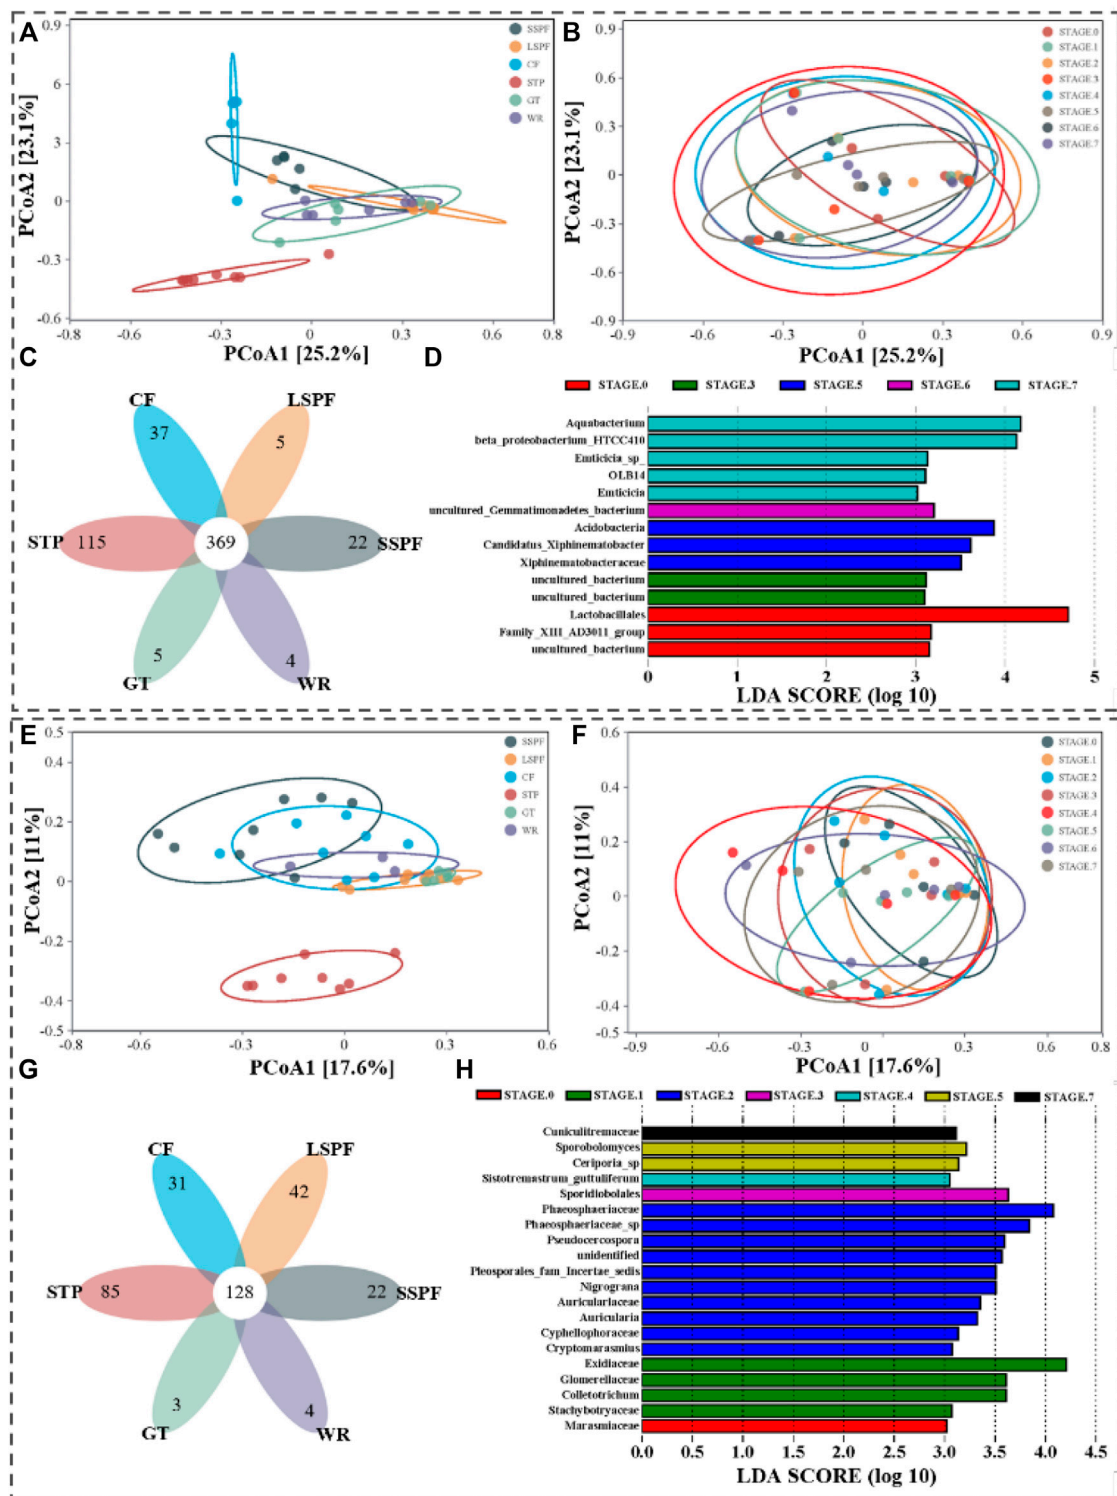 A
0.9
6
3
0
-0.3
-0.6
-0.8
-0.6
-0.3
0
0.3
0.6
0.8
PCoA2 [23.1%]
PCoA1 [25.2%]
SSPF
LSPF
CF
STP
GT
WR
B
0.9
0.6
0.3
0
-0.3
-0.6
-0.9
-0.9
-0.6
-0.3
0
0.3
0.6
0.9
PCoA2 [23.1%]
PCoA1 [25.2%]
STAGE.0
STAGE.1
STAGE.2
STAGE.3
STAGE.4
STAGE.5
STAGE.6
STAGE.7
C
CF
37
LSPF
5
STP 115
369
22 SSPF
5
GT
4
WR
D
STAGE.0 STAGE.3 STAGE.5 STAGE.6 STAGE.7
Aquabacterium
beta_proteobacterium_HTCC410
Emticicia_sp_
OLB14
Emticicia
uncultured_Gemmatimonadetes_bacterium
Acidobacteria
Candidatus_Xiphinematobacter
Xiphinematobacteraceae
uncultured_bacterium
uncultured_bacterium
Lactobacillales
Family_XIII_AD3011_group
uncultured_bacterium
0 1 2 3 4 5
LDA SCORE (log 10)
E
0.5
0.4
0.2
0
-0.2
-0.4
-0.5
-0.8
-0.3
0
0.3
0.6
PCoA2 [11%]
PCoA1 [17.6%]
SSPF
LSPF
CF
STP
GT
WR
F
0.6
0.4
0.2
0
-0.2
-0.4
-0.5
-0.9
-0.6
-0.3
0
0.3
0.6
0.8
PCoA2 [11%]
PCoA1 [17.6%]
STAGE.0
STAGE.1
STAGE.2
STAGE.3
STAGE.4
STAGE.5
STAGE.6
STAGE.7
G
CF
31
LSPF
42
STP 85
128
22 SSPF
3
GT
4
WR
H
STAGE.0 STAGE.1 STAGE.2 STAGE.3 STAGE.4 STAGE.5 STAGE.7
Cuniculitremaceae
Sporobolomyces
Ceriporia_sp
Sistotremastrum_guttuliferum
Sporidiobolales
Phaeosphaeriaceae
Phaeosphaeriaceae_sp
Pseudocercospora
unidentified
Pleosporales_fam_Incertae_sedis
Nigrograna
Auriculariaceae
Auricularia
Cyphellophoraceae
Cryptomarasmius
Exidiaceae
Glomerellaceae
Colletotrichum
Stachybotryaceae
Marasmiaceae
0.0 0.5 1.0 1.5 2.0 2.5 3.0 3.5 4.0 4.5
LDA SCORE (log 10)